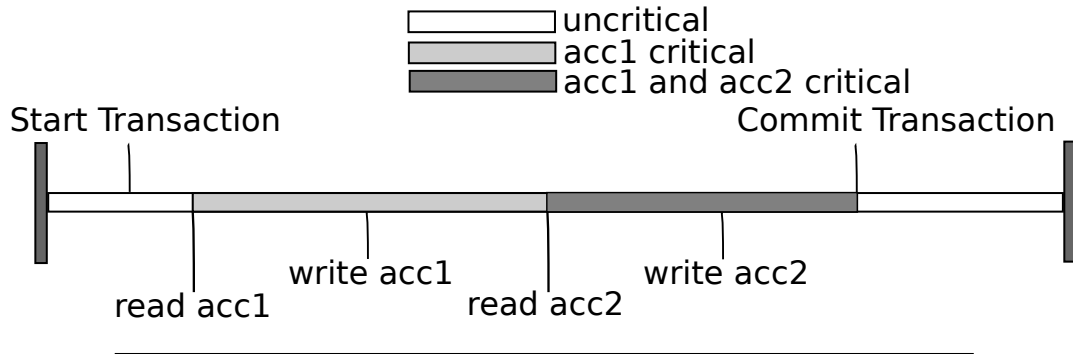 uncritical
acc1 critical
acc1 and acc2 critical
Start Transaction
Commit Transaction
write acc1
write acc2
read acc1
read acc2